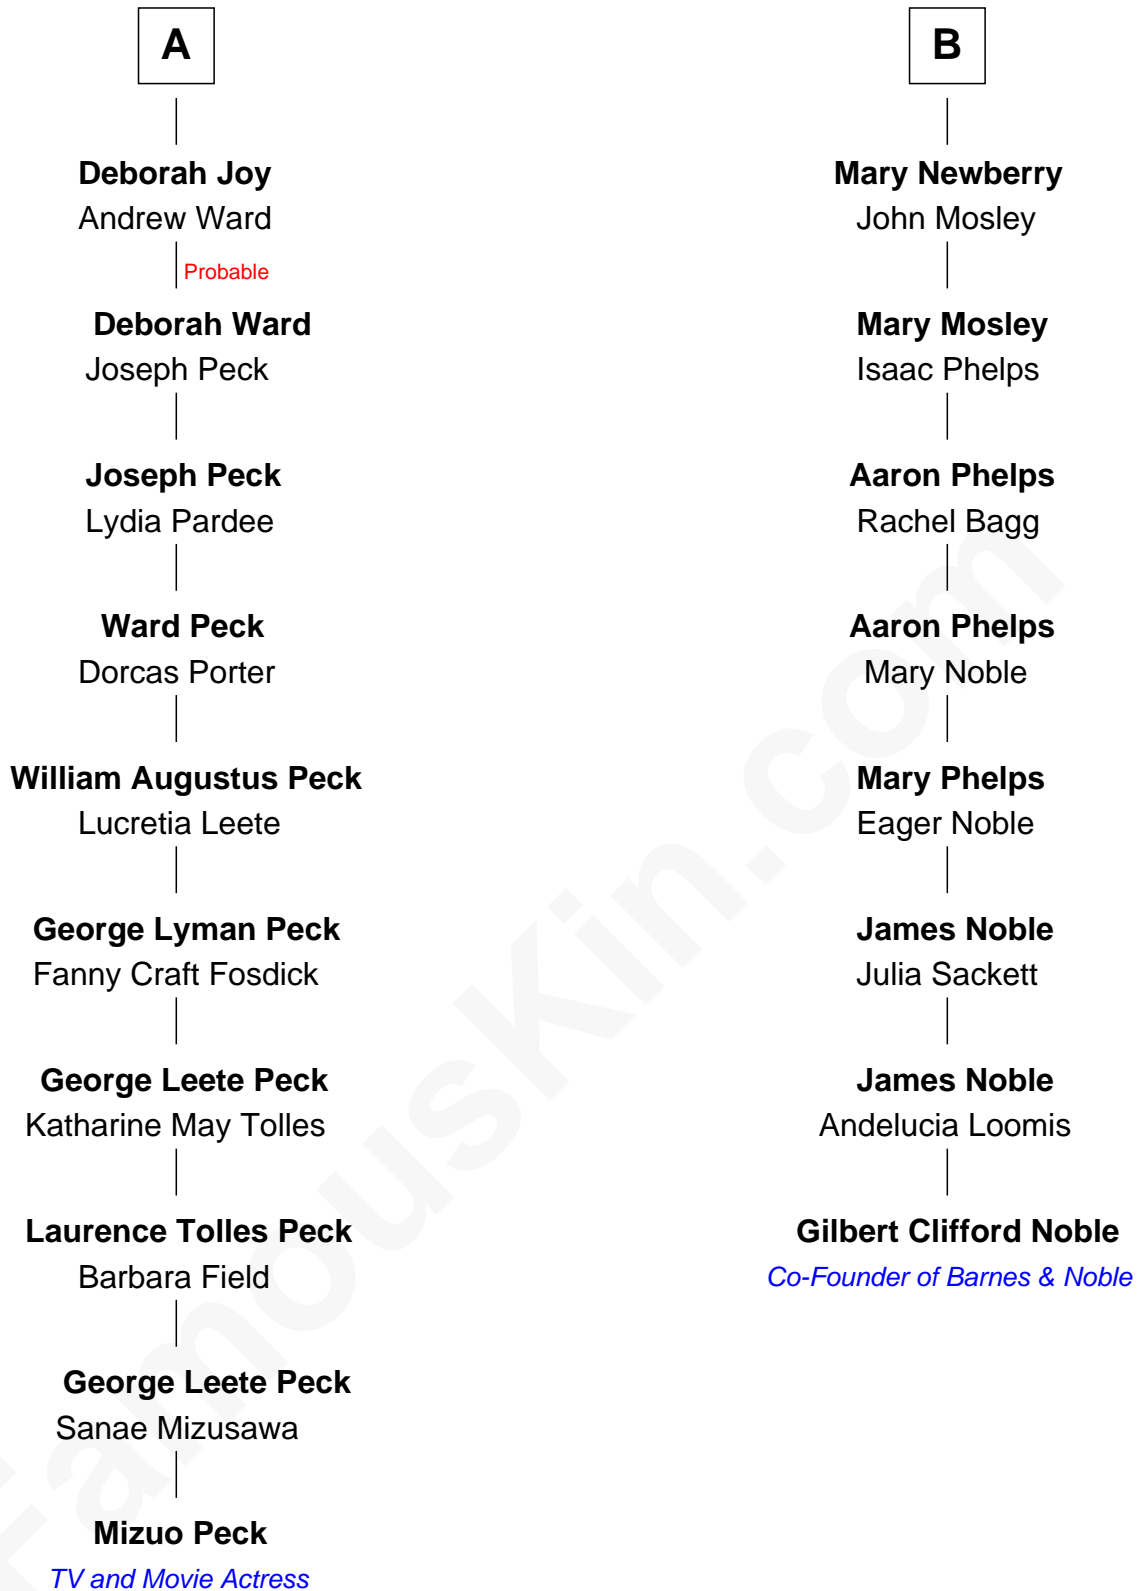 A
Deborah Joy
Andrew Ward
Probable
Deborah Ward
Joseph Peck
Joseph Peck
Lydia Pardee
Ward Peck
Dorcas Porter
William Augustus Peck
Lucretia Leete
George Lyman Peck
Fanny Craft Fosdick
George Leete Peck
Katharine May Tolles
Laurence Tolles Peck
Barbara Field
George Leete Peck
Sanae Mizusawa
Mizuo Peck
TV and Movie Actress
B
Mary Newberry
John Mosley
Mary Mosley
Isaac Phelps
Aaron Phelps
Rachel Bagg
Aaron Phelps
Mary Noble
Mary Phelps
Eager Noble
James Noble
Julia Sackett
James Noble
Andelucia Loomis
Gilbert Clifford Noble
Co-Founder of Barnes & Noble
FamousKin.com